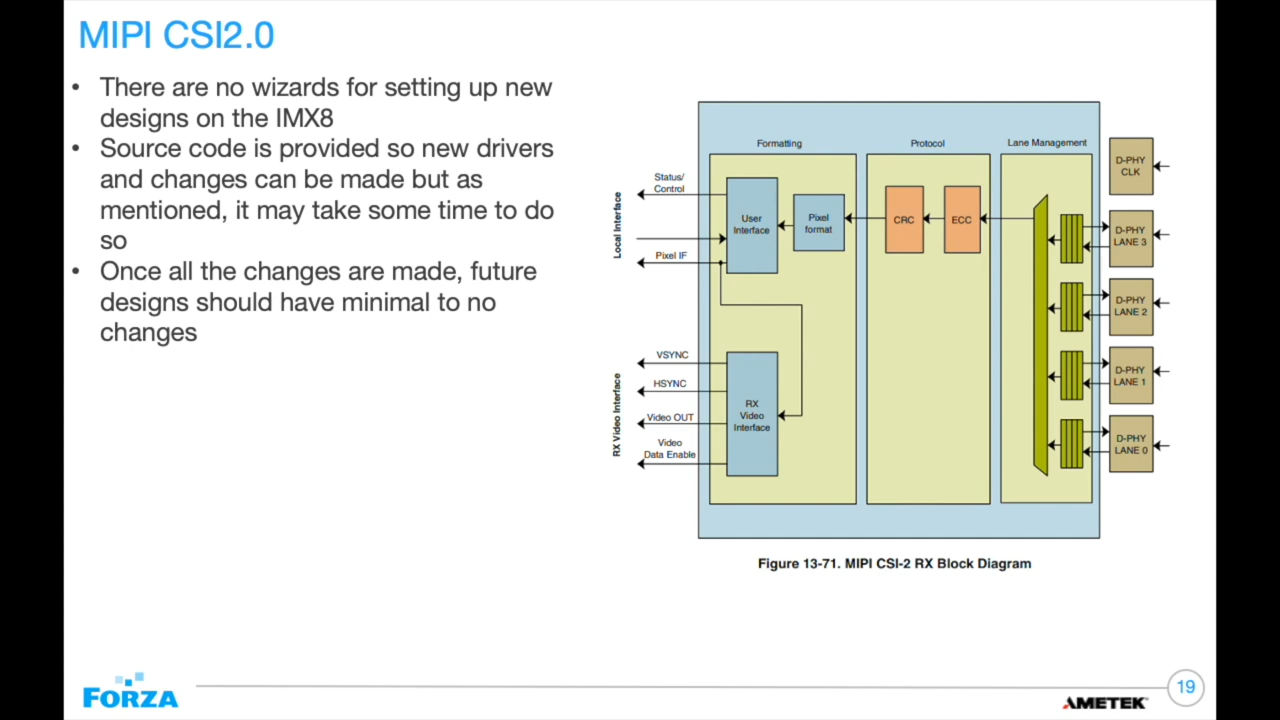 MIPI CSI2.0
• There are no wizards for setting up new
designs on the IMX8
• Source code is provided so new drivers
and changes can be made but as
mentioned, it may take some time to do
so
• Once all the changes are made, future
designs should have minimal to no
changes
Formatting
Protocol
Lane Management
Local Interface
Status/
Control
Pixel IF
User
Interface
Pixel
format
CRC
ECC
D-PHY
CLK
D-PHY
LANE 3
D-PHY
LANE 2
D-PHY
LANE 1
D-PHY
LANE 0
RX Video Interface
VSYNC
HSYNC
Video OUT
Video
Data Enable
RX
Video
Interface
Figure 13-71. MIPI CSI-2 RX Block Diagram
FORZA
AMETEK
19